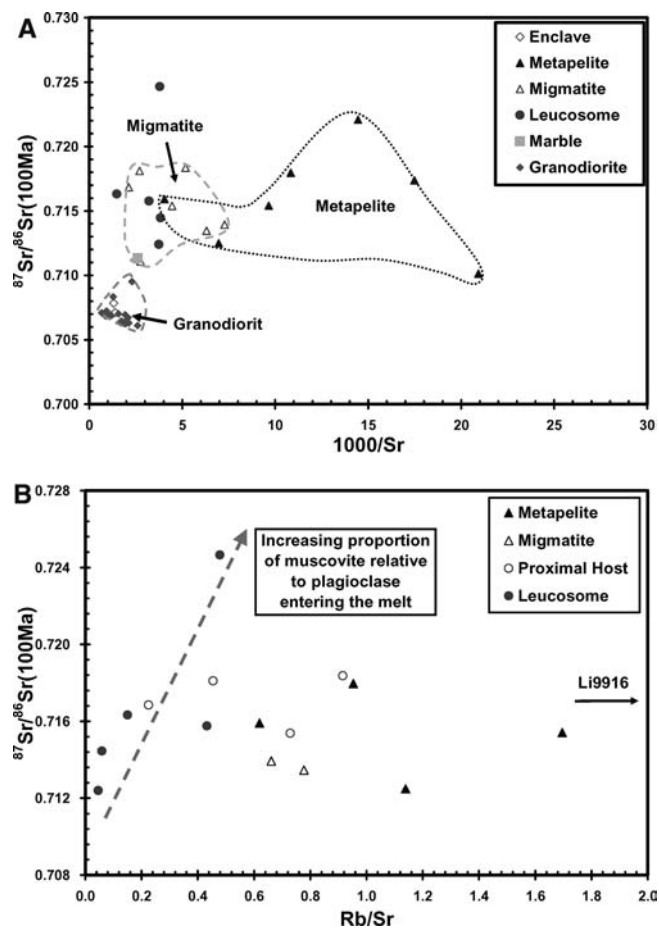 A
0.730
0.725
0.720
0.715
0.710
0.705
0.700
⁸⁷Sr/⁸⁶Sr(100Ma)
Enclave
Metapelite
Migmatite
Leucosome
Marble
Granodiorite
Migmatite
Metapelite
Granodiorit
0 5 10 15 20 25 30
1000/Sr
B
0.728
0.724
0.720
0.716
0.712
0.708
⁸⁷Sr/⁸⁶Sr(100Ma)
Increasing proportion
of muscovite relative
to plagioclase
entering the melt
Metapelite
Migmatite
Proximal Host
Leucosome
Li9916
0.0 0.2 0.4 0.6 0.8 1.0 1.2 1.4 1.6 1.8 2.0
Rb/Sr